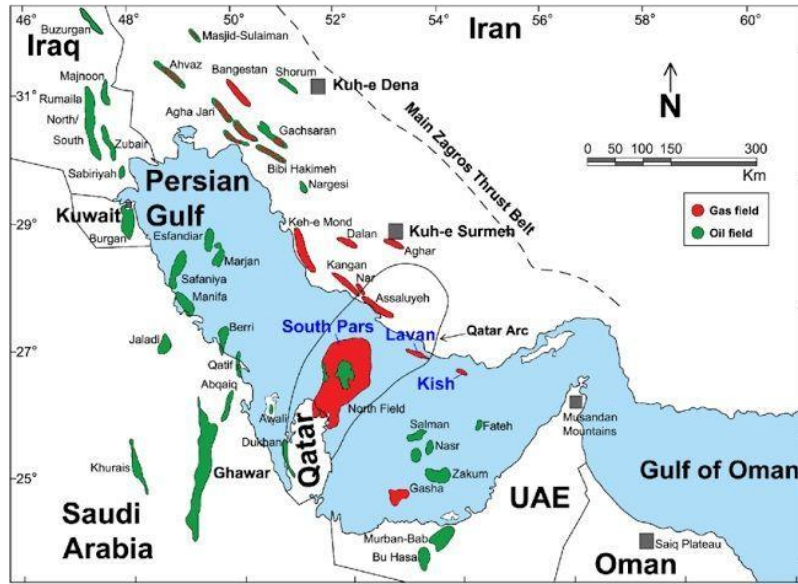 46°
48°
50°
52°
54°
56°
58°
60°
Buzurgan
Masjid-Sulaiman
Iran
Iraq
Ahvaz
Bangestan
Shorum
Majnoon
Kuh-e Dena
31°
Rumaila
North/
South
Agha Jari
Gachsaran
N
Main Zagros Thrust Belt
Zubair
Bibi Hakimeh
0 50 100 150 300
Km
Sabiriyah
Persian
Gulf
Nargesi
Kuwait
29°
Burgan
Esfandiar
Keh-e Mond
Dalan
Kuh-e Surmeh
Aghar
Gas field
Oil field
Marjan
Kangan
Nar
Safaniya
Manifa
Assaluyeh
Jaladi
Berri
South Pars
Lavan
Qatar Arc
27°
Qatif
Kish
Abqaiq
Awali
North Field
Musandan
Mountains
Salman
Fateh
Dukhan
Qatar
Nasr
Khurais
Ghawar
Zakum
Gulf of Oman
25°
Gasha
UAE
Saudi
Arabia
Murban-Bab
Bu Hasa
Saiq Plateau
Oman